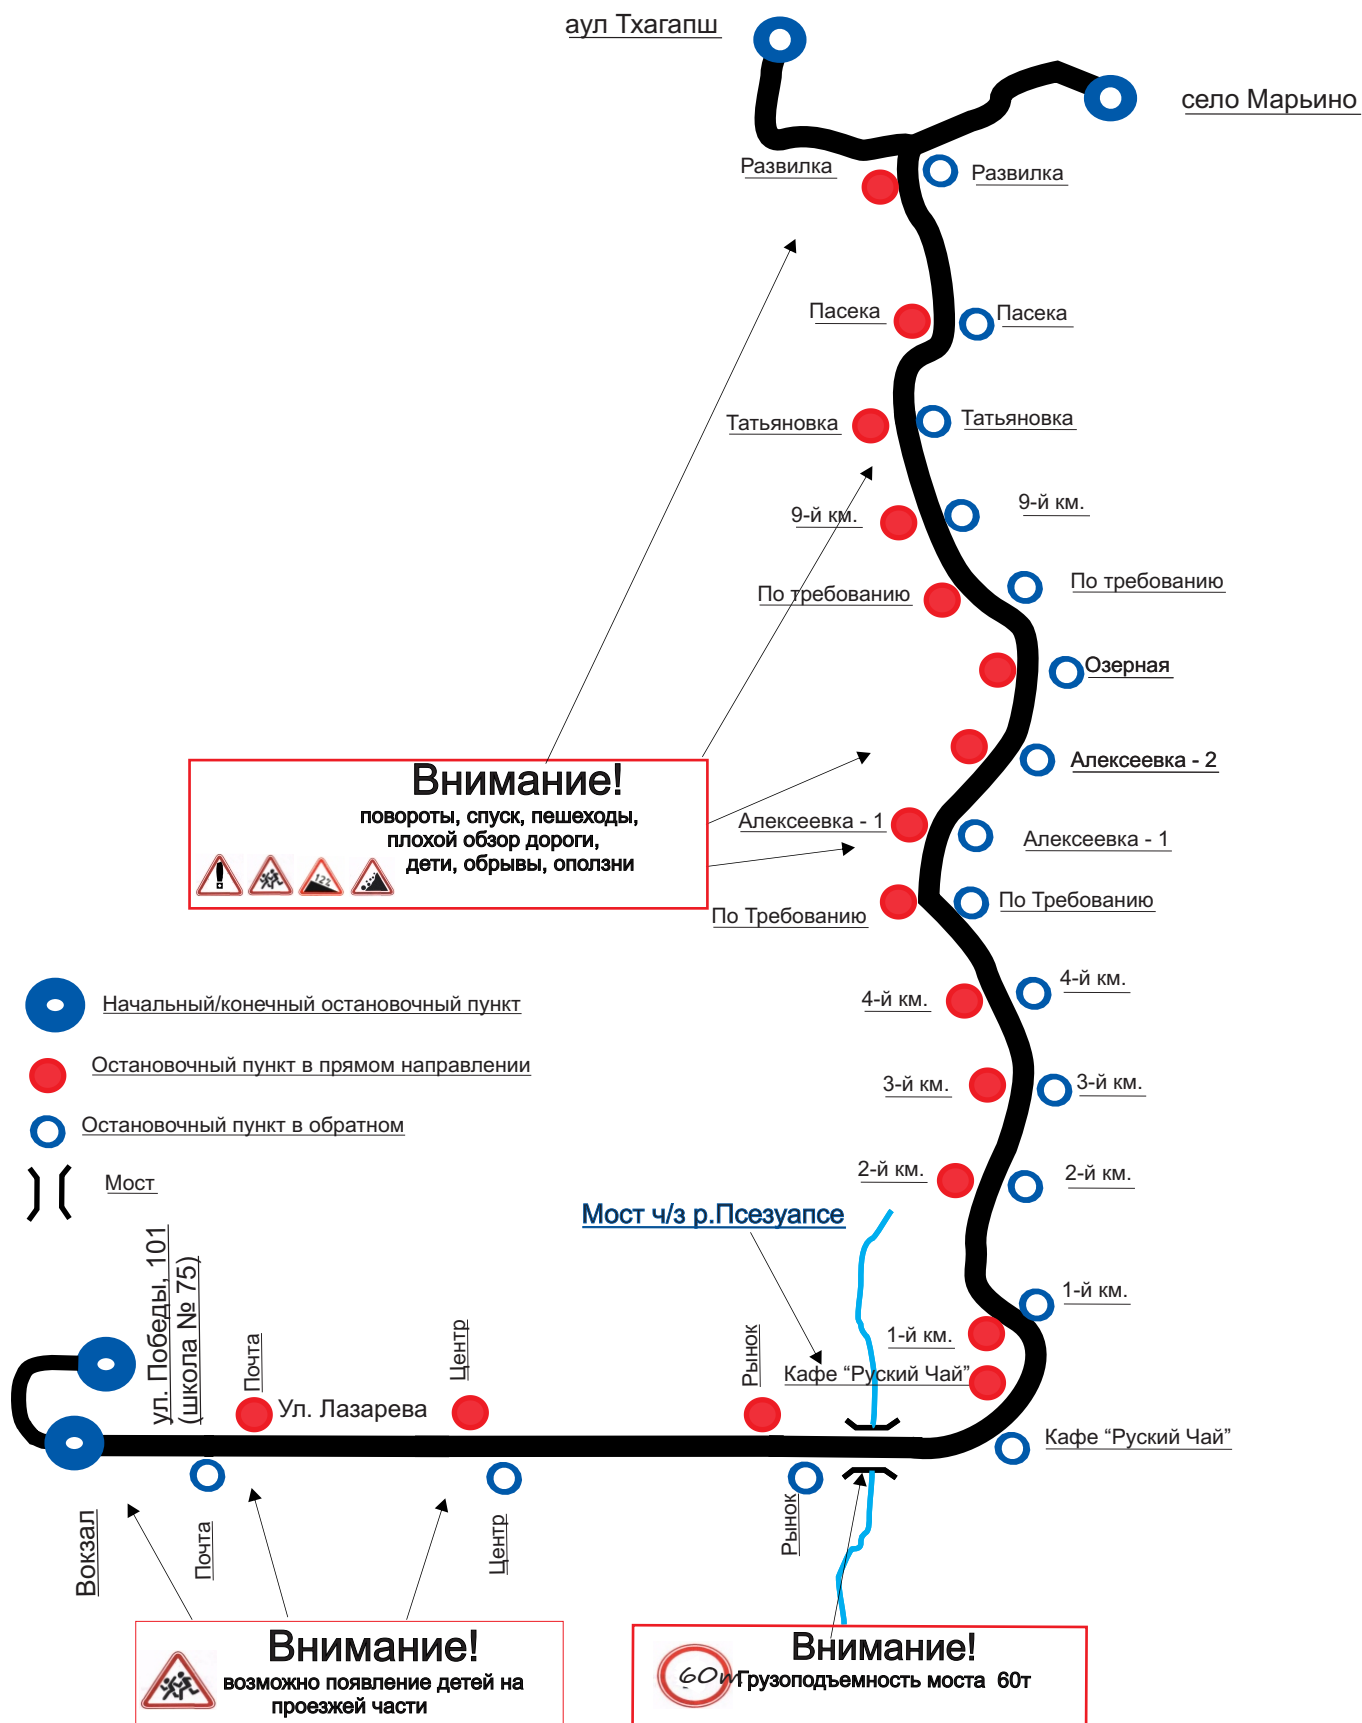 аул Тхагапш
село Марьино
Развилка
Развилка
Пасека
Пасека
Татьяновка
Татьяновка
9-й км.
9-й км.
По требованию
По требованию
Озерная
Алексеевка - 2
Внимание!
повороты, спуск, пешеходы,
плохой обзор дороги,
дети, обрывы, оползни
12%
Алексеевка - 1
Алексеевка - 1
По Требованию
По Требованию
4-й км.
4-й км.
3-й км.
3-й км.
2-й км.
2-й км.
Начальный/конечный остановочный пункт
Остановочный пункт в прямом направлении
Остановочный пункт в обратном
Мост
Мост ч/з р.Псезуапсе
1-й км.
1-й км.
Кафе “Руский Чай”
Кафе “Руский Чай”
ул. Победы, 101
(школа № 75)
Почта
Ул. Лазарева
Центр
Рынок
Вокзал
Почта
Центр
Рынок
Внимание!
возможно появление детей на
проезжей части
Внимание!
60т
Грузоподъемность моста 60т